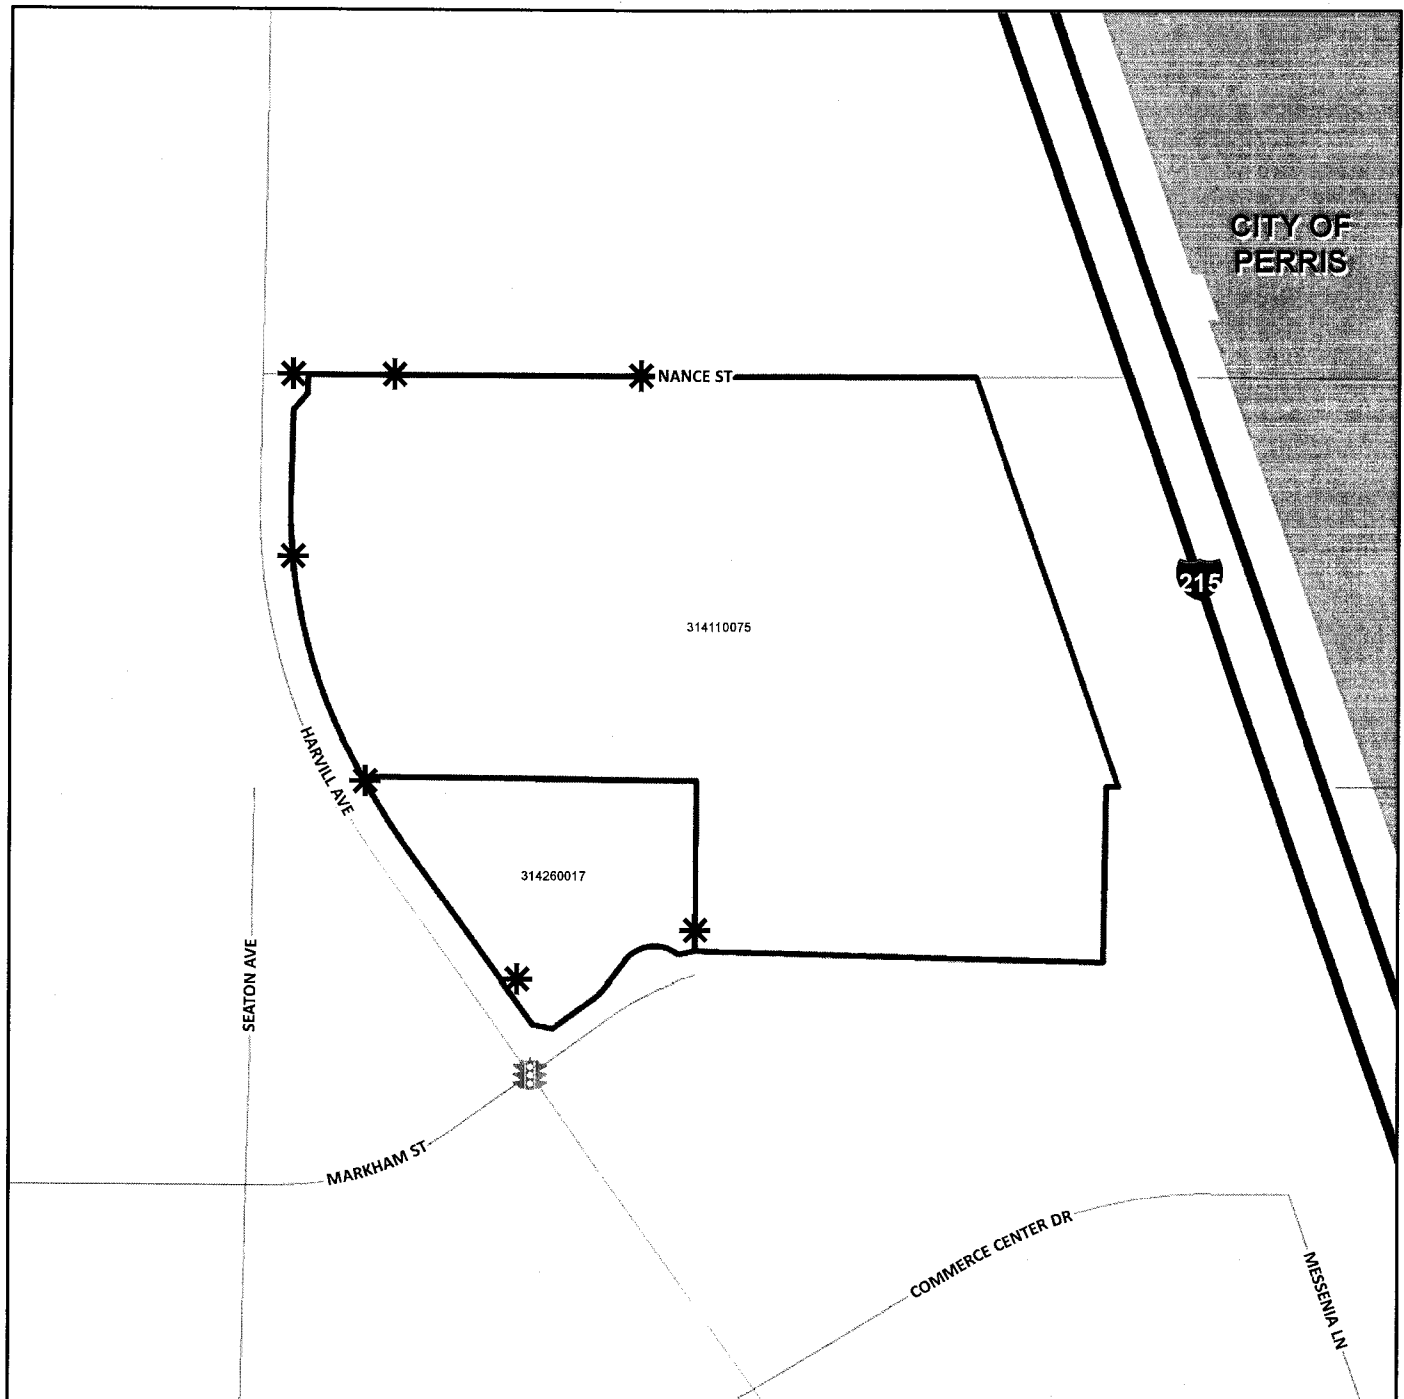 CITY OF
PERRIS
NANCE ST
215
314110075
HARVILL AVE
314260017
SEATON AVE
MARKHAM ST
COMMERCE CENTER DR
MESSENIA LN